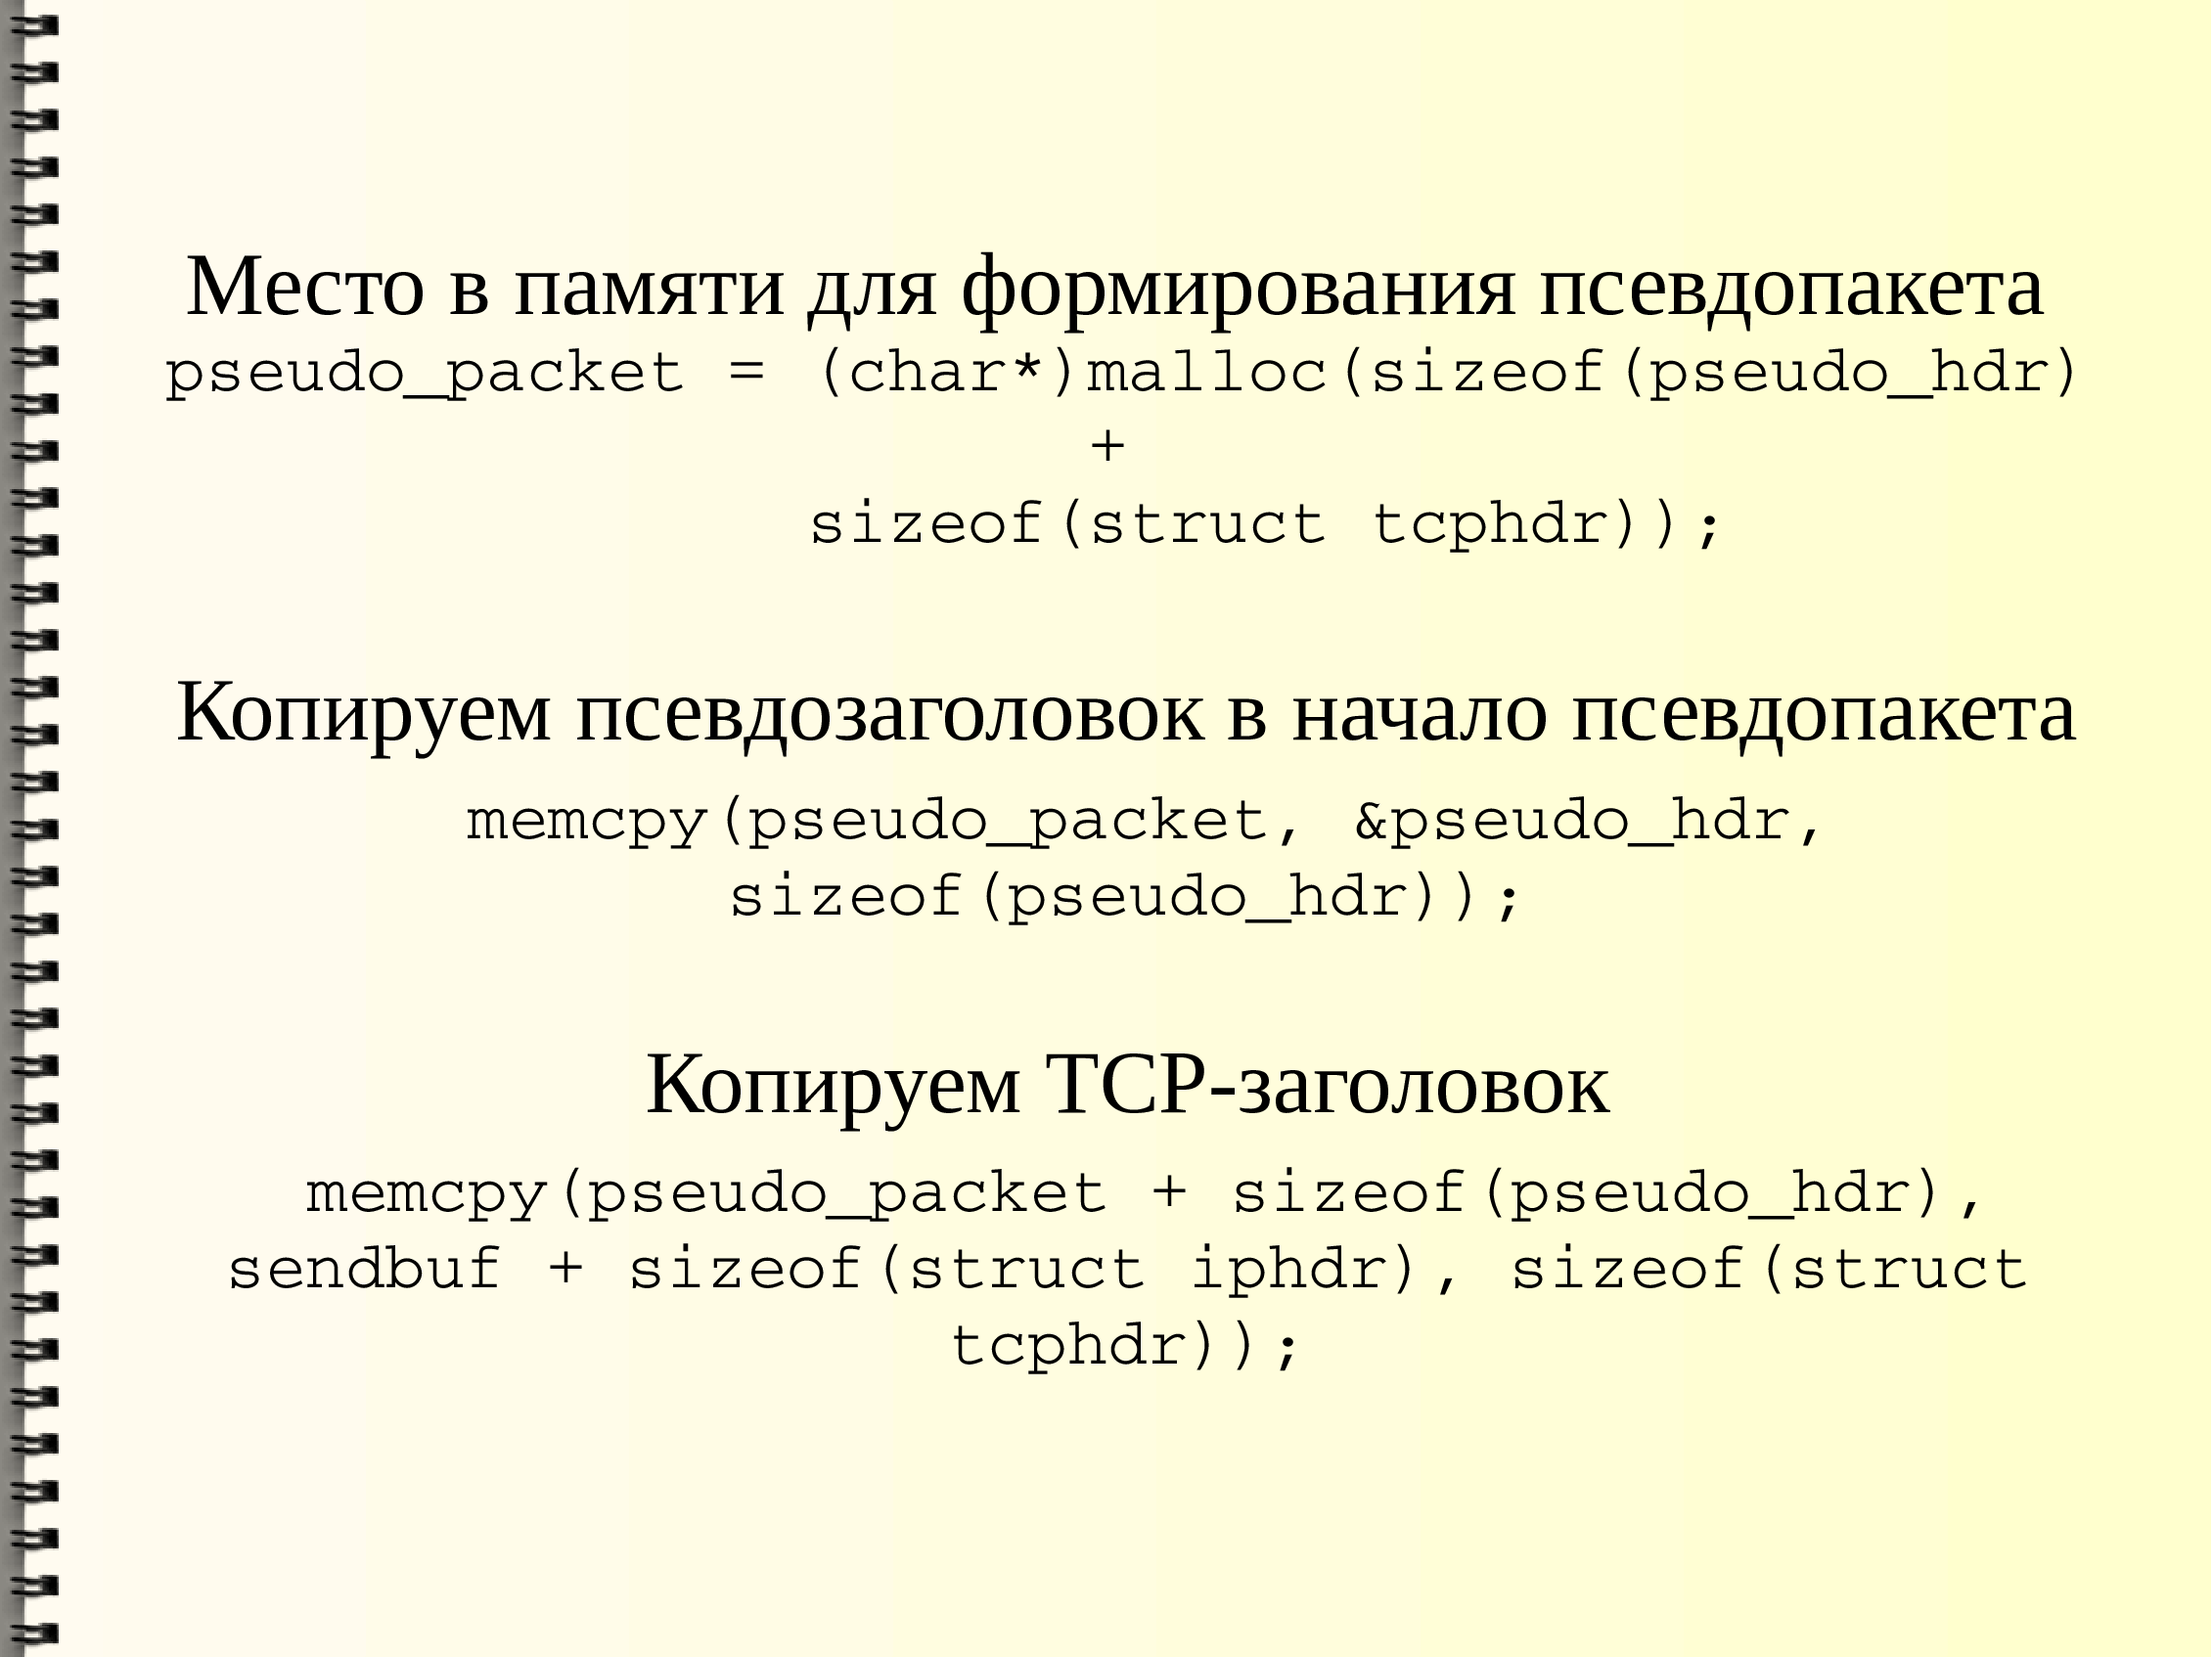 Место в памяти для формирования псевдопакета
pseudo_packet = (char*)malloc(sizeof(pseudo_hdr)
+
sizeof(struct tcphdr));
Копируем псевдозаголовок в начало псевдопакета
memcpy(pseudo_packet, &pseudo_hdr,
sizeof(pseudo_hdr));
Копируем TCP-заголовок
memcpy(pseudo_packet + sizeof(pseudo_hdr),
sendbuf + sizeof(struct iphdr), sizeof(struct
tcphdr));